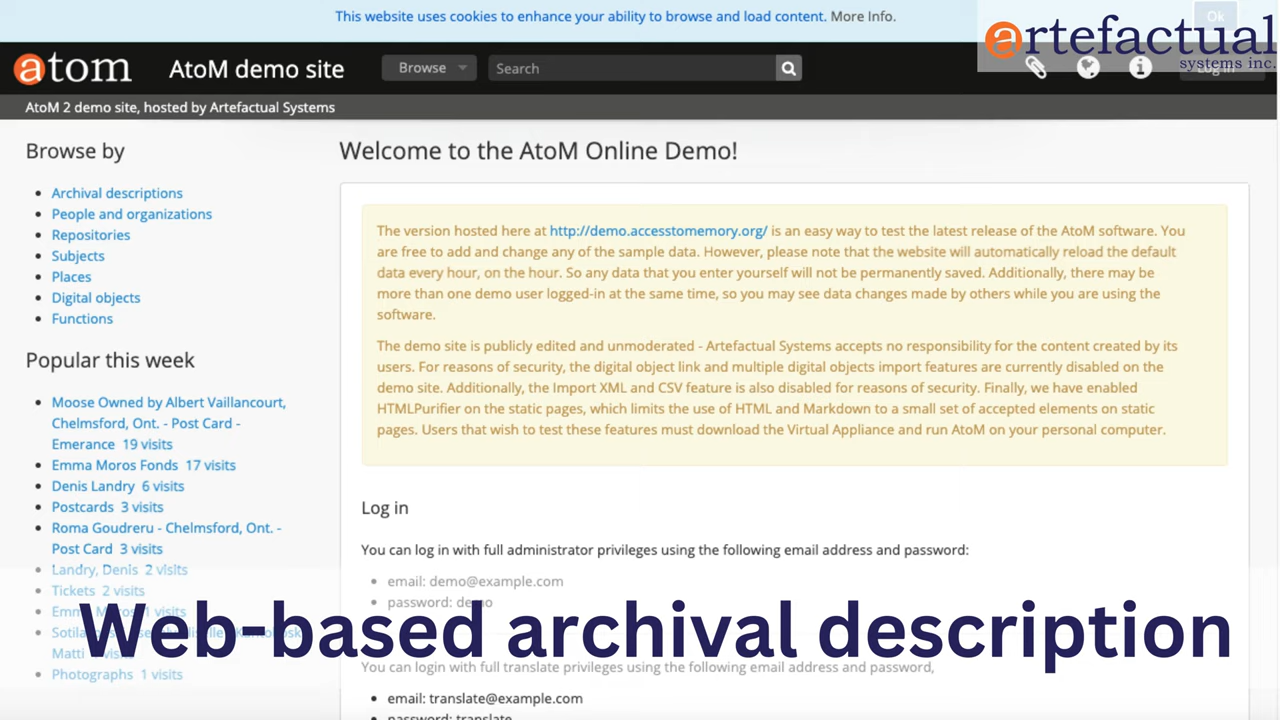 This website uses cookies to enhance your ability to browse and load content. More Info.
Ok
artefactual
systems inc.
atom
AtoM demo site
Browse
Search
Log in
AtoM 2 demo site, hosted by Artefactual Systems
Browse by
Archival descriptions
People and organizations
Repositories
Subjects
Places
Digital objects
Functions
Popular this week
Moose Owned by Albert Vaillancourt,
Chelmsford, Ont. - Post Card -
Emerance 19 visits
Emma Moros Fonds 17 visits
Denis Landry 6 visits
Postcards 3 visits
Roma Goudreru - Chelmsford, Ont. -
Post Card 3 visits
Landry, Denis 2 visits
Tickets 2 visits
visits
Matti
Photographs 1 visits
Welcome to the AtoM Online Demo!
The version hosted here at http://demo.accesstomemory.org/ is an easy way to test the latest release of the AtoM software. You
are free to add and change any of the sample data. However, please note that the website will automatically reload the default
data every hour, on the hour. So any data that you enter yourself will not be permanently saved. Additionally, there may be
more than one demo user logged-in at the same time, so you may see data changes made by others while you are using the
software.
The demo site is publicly edited and unmoderated - Artefactual Systems accepts no responsibility for the content created by its
users. For reasons of security, the digital object link and multiple digital objects import features are currently disabled on the
demo site. Additionally, the Import XML and CSV feature is also disabled for reasons of security. Finally, we have enabled
HTMLPurifier on the static pages, which limits the use of HTML and Markdown to a small set of accepted elements on static
pages. Users that wish to test these features must download the Virtual Appliance and run AtoM on your personal computer.
Log in
You can log in with full administrator privileges using the following email address and password:
email: demo@example.com
password: demo
Web-based archival description
You can login with full translate privileges using the following email address and password,
email: translate@example.com
password: translate